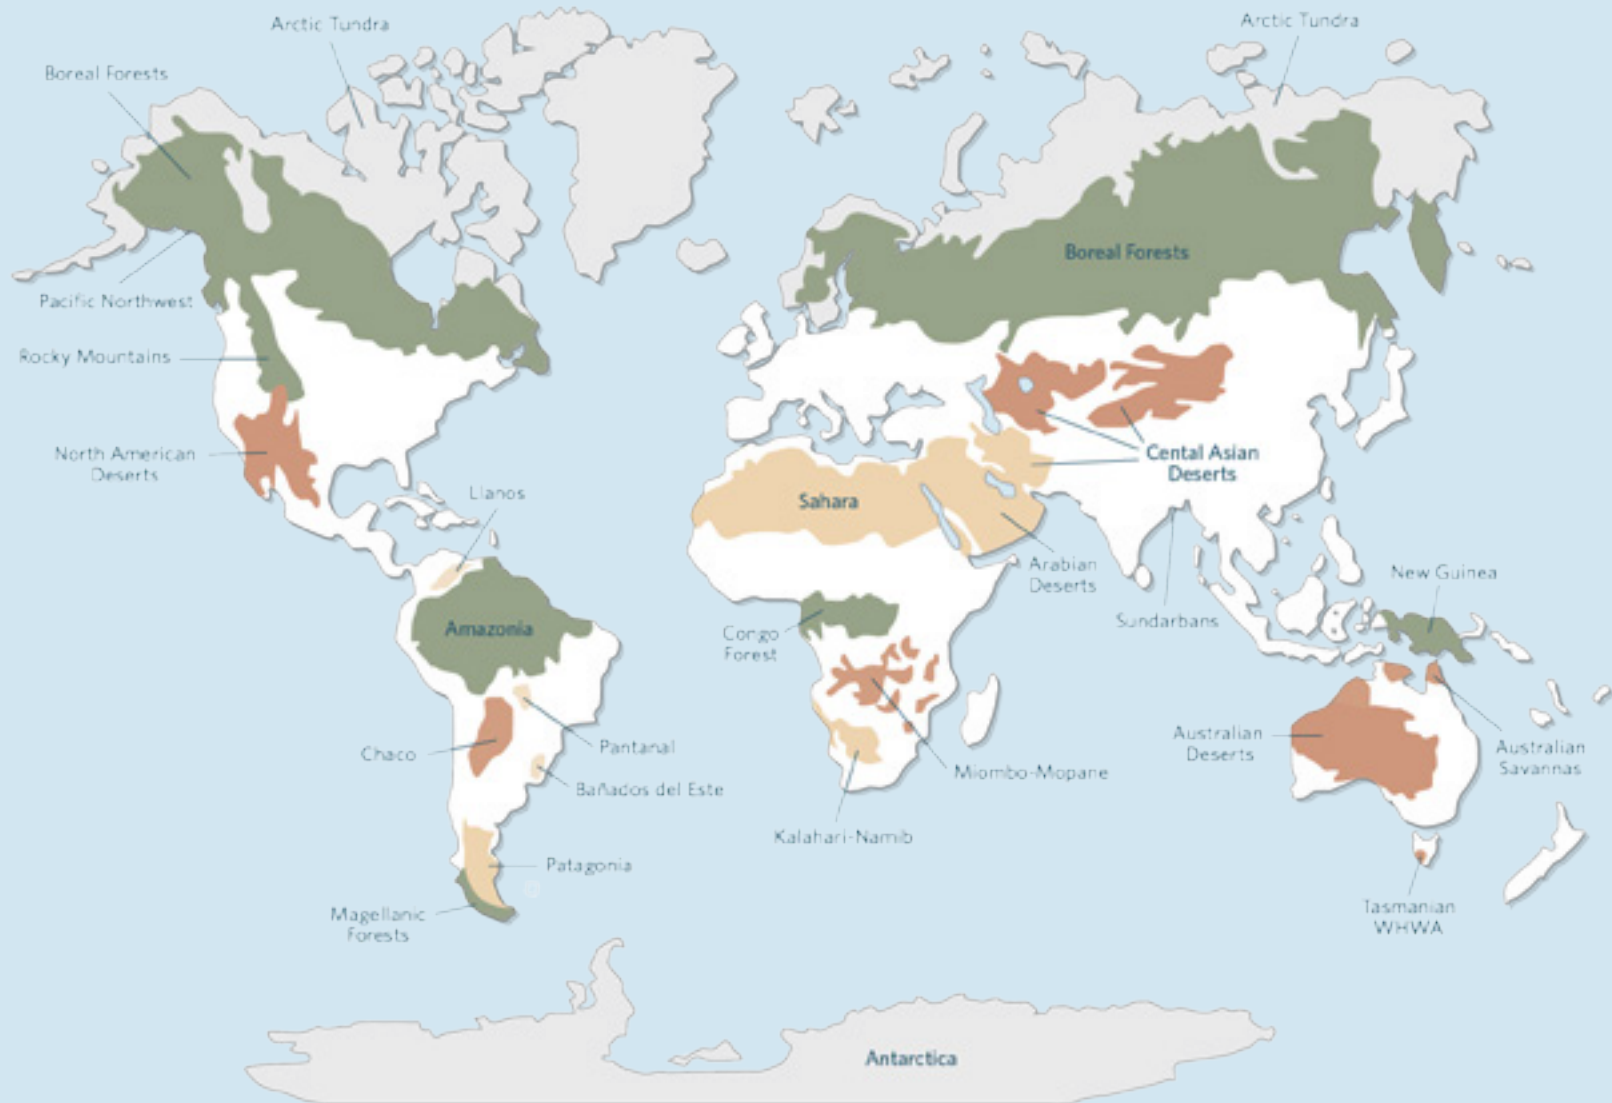 Arctic Tundra
Arctic Tundra
Boreal Forests
Boreal Forests
Pacific Northwest
Rocky Mountains
North American
Deserts
Cental Asian
Deserts
Llanos
Sahara
Arabian
Deserts
New Guinea
Sundarbans
Amazonia
Congo
Forest
Chaco
Pantanal
Bañados del Este
Miombo-Mopane
Australian
Deserts
Australian
Savannas
Kalahari-Namib
Patagonia
Magellanic
Forests
Tasmanian
WHWA
Antarctica